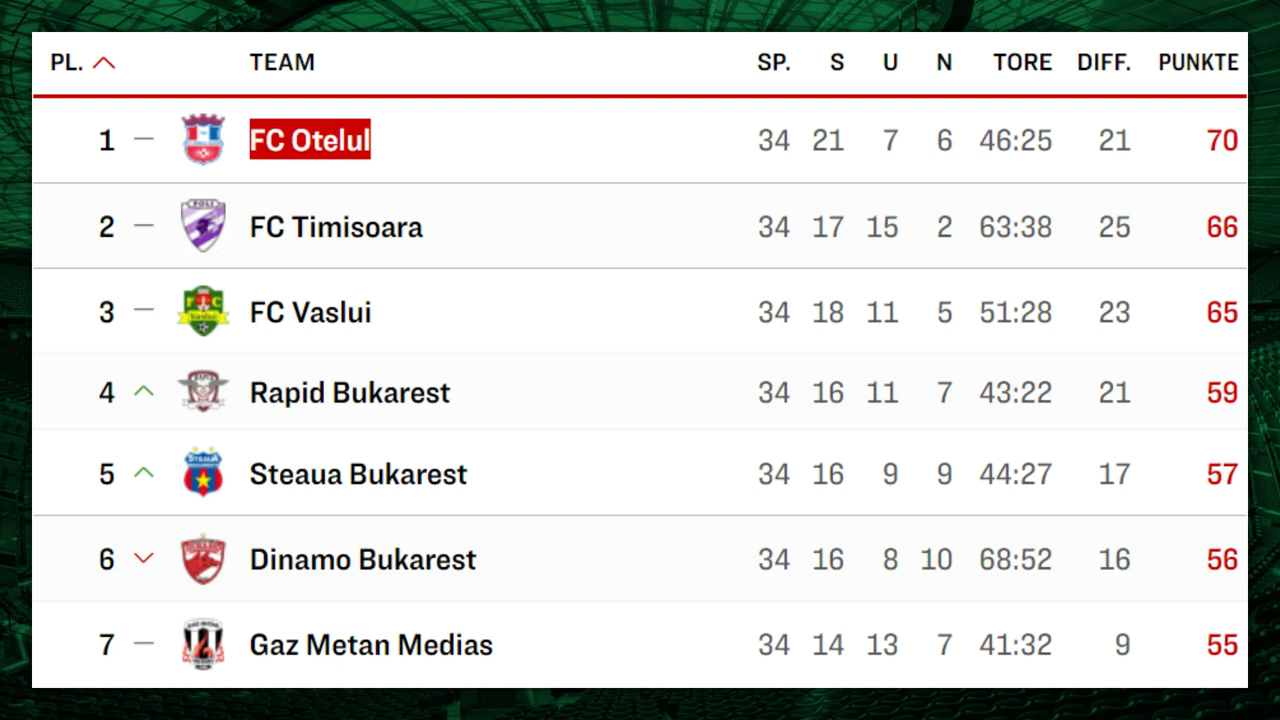 PL. TEAM SP. S U N TORE DIFF. PUNKTE
1 — FC Otelul 34 21 7 6 46:25 21 70
2 — POLI FC Timisoara 34 17 15 2 63:38 25 66
3 — FC Vaslui 34 18 11 5 51:28 23 65
4 Rapid Bukarest 34 16 11 7 43:22 21 59
5 STEAUA Steaua Bukarest 34 16 9 9 44:27 17 57
6 Dinamo Bukarest 34 16 8 10 68:52 16 56
7 — Gaz Metan Medias 34 14 13 7 41:32 9 55